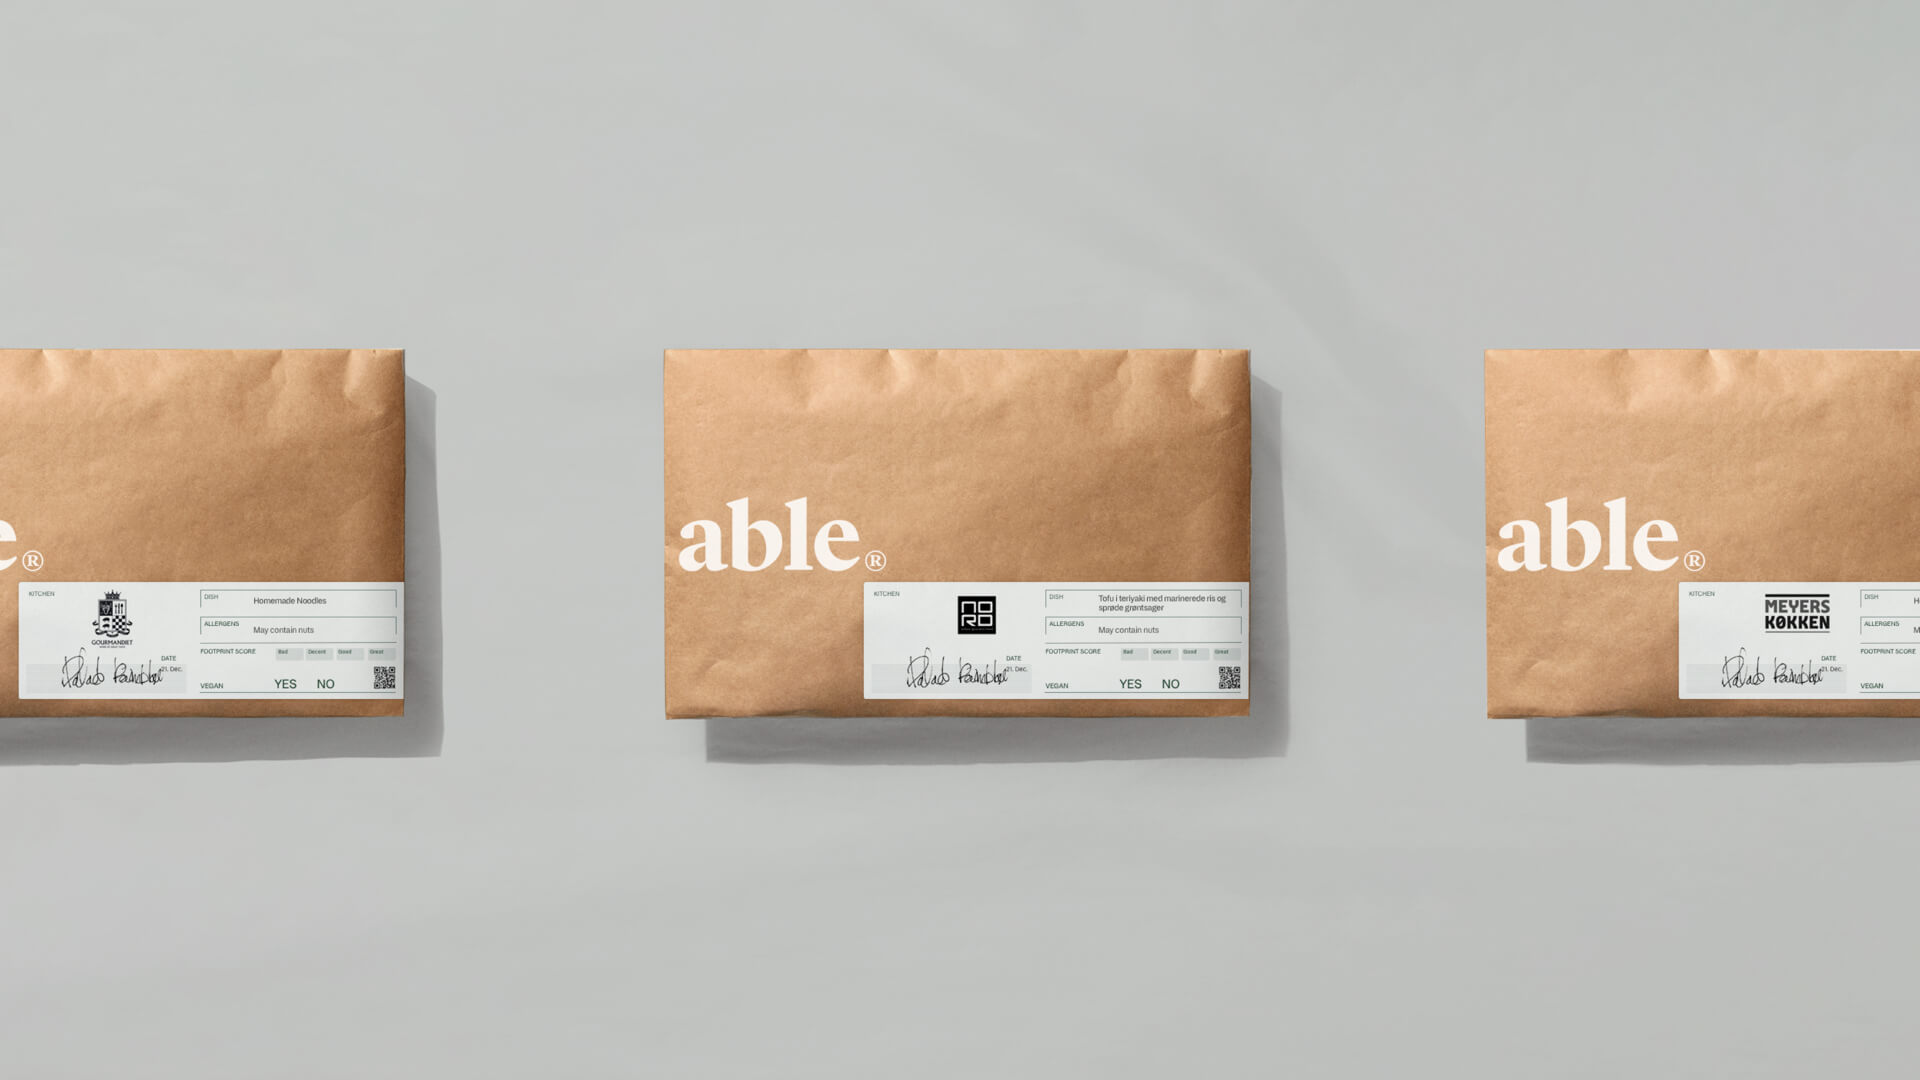 e®
KITCHEN
GOURMANDIET
DATE
21. Dec.
DISH
Homemade Noodles
ALLERGENS
May contain nuts
FOOTPRINT SCORE
Bad
Decent
Good
Great
VEGAN
YES
NO
able®
KITCHEN
NO
RD
DATE
21. Dec.
DISH
Tofu i teriyaki med marinerede ris og
sprøde grøntsager
ALLERGENS
May contain nuts
FOOTPRINT SCORE
Bad
Decent
Good
Great
VEGAN
YES
NO
able®
KITCHEN
MEYERS
KØKKEN
DATE
21. Dec.
DISH
H
ALLERGENS
M
FOOTPRINT SCORE
VEGAN